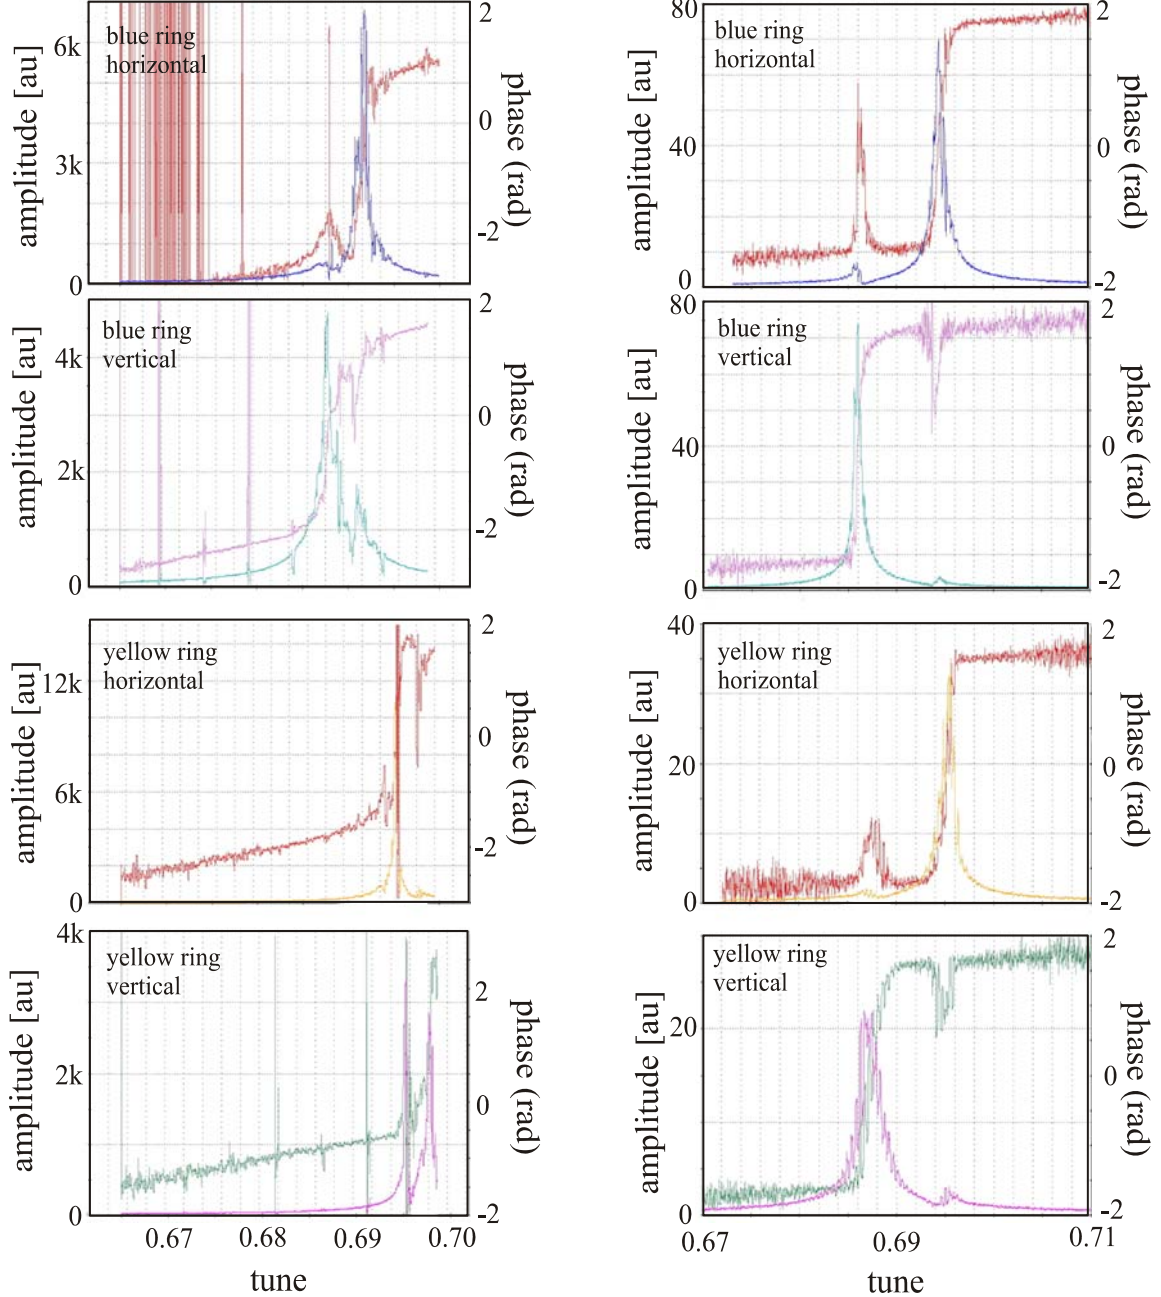 blue ring
horizontal
amplitude [au]
6k
3k
0
phase (rad)
2
0
-2
blue ring
horizontal
amplitude [au]
80
40
0
phase (rad)
2
0
-2
blue ring
vertical
amplitude [au]
4k
2k
0
phase (rad)
2
0
-2
blue ring
vertical
amplitude [au]
80
40
0
phase (rad)
2
0
-2
yellow ring
horizontal
amplitude [au]
12k
6k
0
phase (rad)
2
0
-2
yellow ring
horizontal
amplitude [au]
40
20
0
phase (rad)
2
0
-2
yellow ring
vertical
amplitude [au]
4k
2k
0
phase (rad)
2
0
-2
0.67 0.68 0.69 0.70
tune
yellow ring
vertical
amplitude [au]
20
0
phase (rad)
2
0
-2
0.67 0.69 0.71
tune